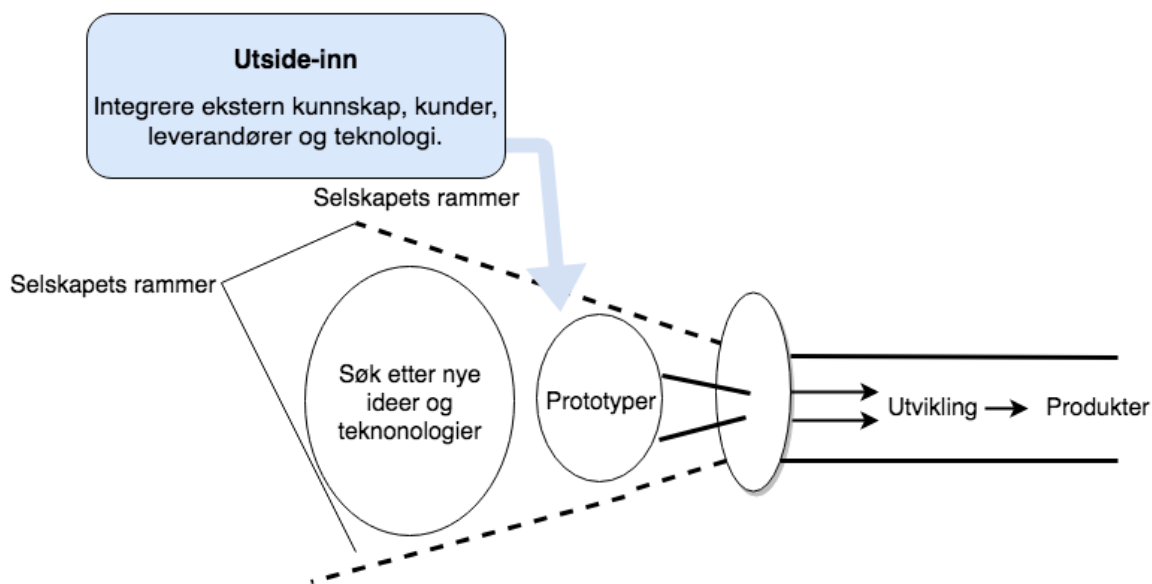 Utside-inn
Integrere ekstern kunnskap, kunder,
leverandører og teknologi.
Selskapets rammer
Selskapets rammer
Søk etter nye
ideer og
teknonologier
Prototyper
Utvikling
Produkter